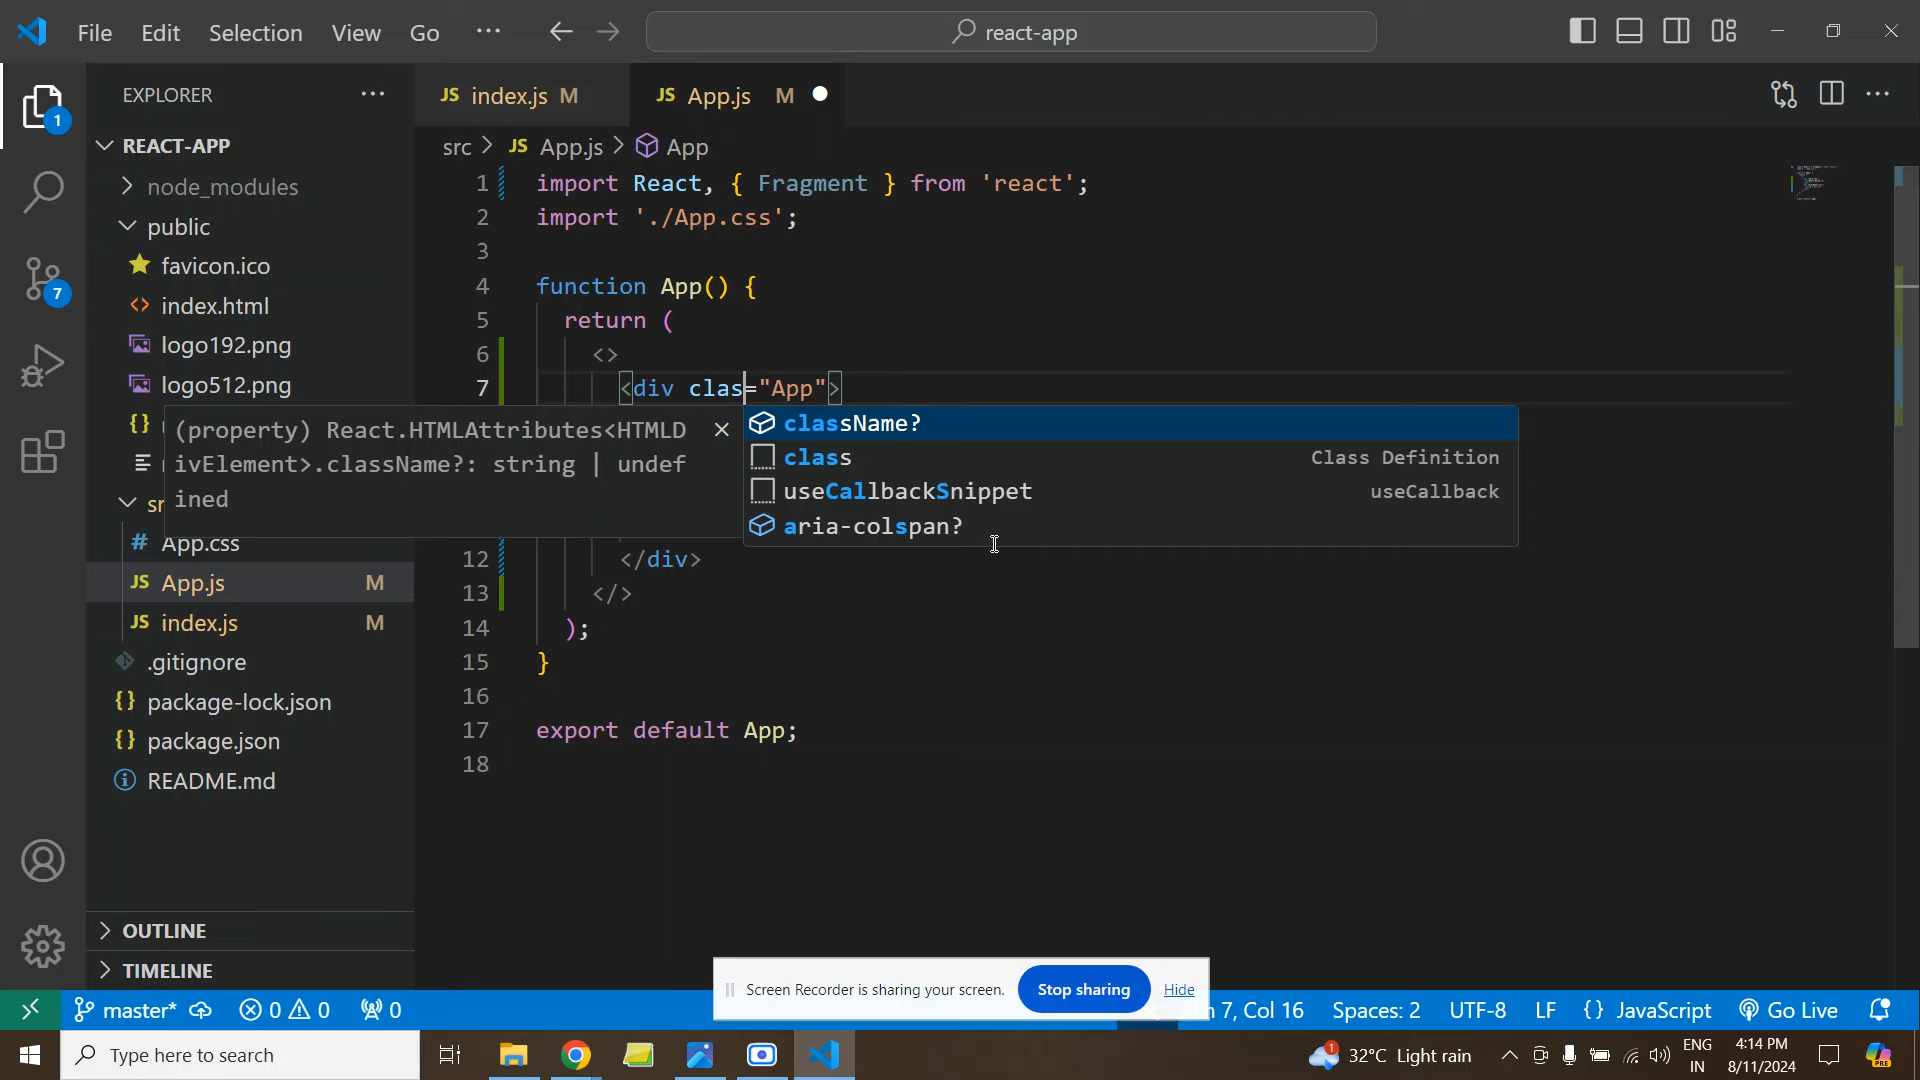 File Edit Selection View Go ··· react-app
EXPLORER ···
JS index.js M JS App.js M
1
REACT-APP
src > JS App.js > App
node_modules
public
favicon.ico
index.html
logo192.png
logo512.png
{}
App.css
JS App.js M
JS index.js M
.gitignore
{} package-lock.json
{} package.json
README.md
7
OUTLINE
TIMELINE
1 import React, { Fragment } from 'react';
2 import './App.css';
3
4 function App() {
5 return (
6 <>
7 <div clas="App">
(property) React.HTMLAttributes<HTMLD
ivElement>.className?: string | undef
ined
className?
class Class Definition
useCallbackSnippet useCallback
aria-colspan?
12 </div>
13 </>
14 );
15 }
16
17 export default App;
18
Screen Recorder is sharing your screen. Stop sharing Hide
master* 0 0 0 n 7, Col 16 Spaces: 2 UTF-8 LF {} JavaScript Go Live
Type here to search
1 32°C Light rain ENG IN 4:14 PM 8/11/2024 PRE